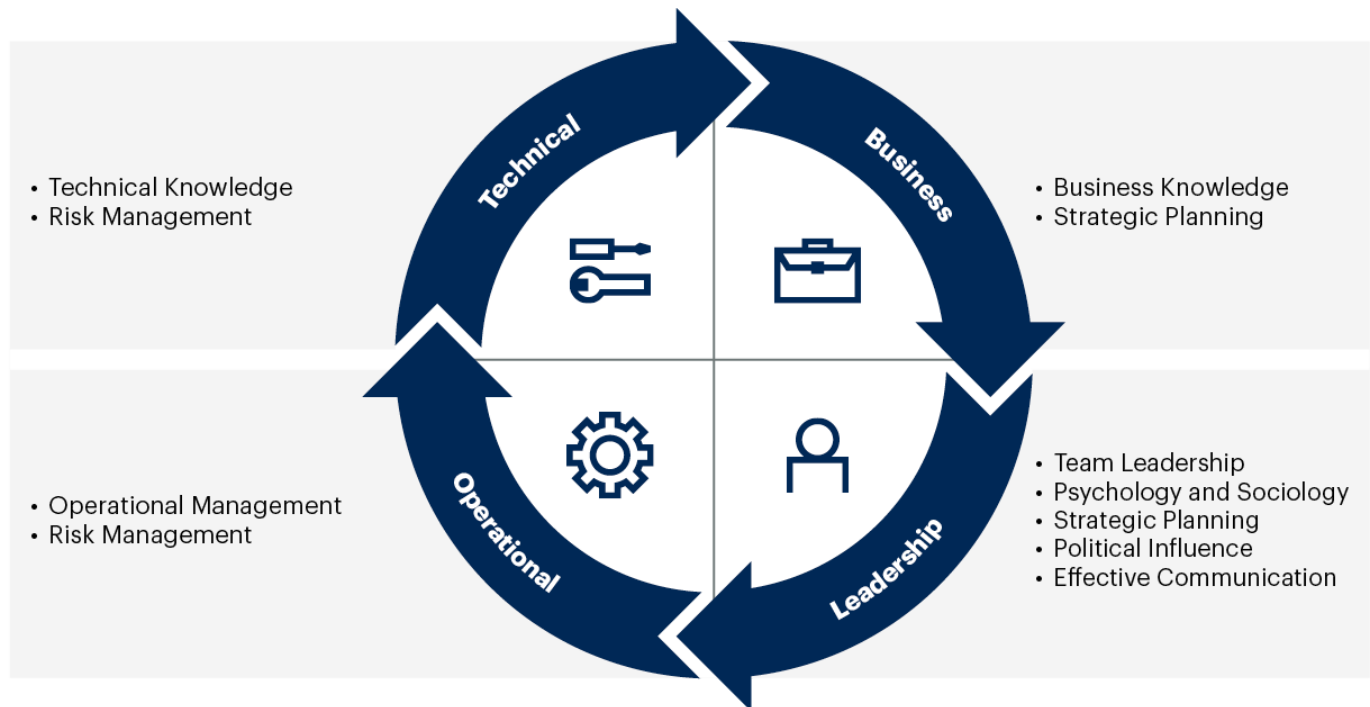 Technical
Business
• Technical Knowledge
• Risk Management
• Business Knowledge
• Strategic Planning
Operational
Leadership
• Operational Management
• Risk Management
• Team Leadership
• Psychology and Sociology
• Strategic Planning
• Political Influence
• Effective Communication